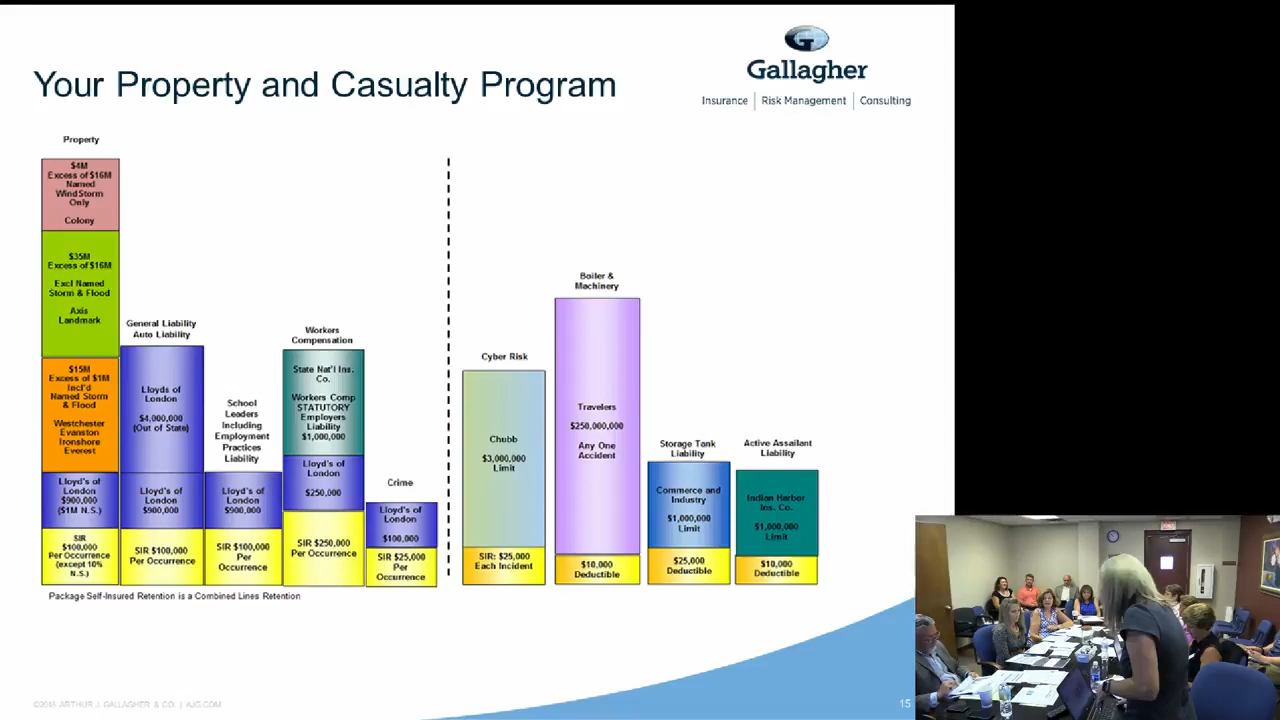 Gallagher
Insurance | Risk Management | Consulting
Your Property and Casualty Program
Property
$4M
Excess of $16M
Named
WindStorm
Only
Colony
$35M
Excess of $16M
Excl Named
Storm & Flood
Axis
Landmark
$15M
Excess of $1M
Incl'd
Named Storm
& Flood
Westchester
Evanston
Ironshore
Everest
Lloyd's of
London
$900,000
($1M N.S.)
SIR
$100,000
Per Occurrence
(except 10%
N.S.)
General Liability
Auto Liability
Lloyds of
London
$4,000,000
(Out of State)
Lloyd's of
London
$900,000
SIR $100,000
Per Occurrence
School
Leaders
Including
Employment
Practices
Liability
Lloyd's of
London
$900,000
SIR $100,000
Per
Occurrence
Workers
Compensation
State Nat'l Ins.
Co.
Workers Comp
STATUTORY
Employers
Liability
$1,000,000
Lloyd's of
London
$250,000
SIR $250,000
Per Occurrence
Crime
Lloyd's of
London
$100,000
SIR $25,000
Per
Occurrence
Cyber Risk
Chubb
$3,000,000
Limit
SIR: $25,000
Each Incident
Boiler &
Machinery
Travelers
$250,000,000
Any One
Accident
$10,000
Deductible
Storage Tank
Liability
Commerce and
Industry
$1,000,000
Limit
$25,000
Deductible
Active Assailant
Liability
Indian Harbor
Ins. Co.
$1,000,000
Limit
$10,000
Deductible
Package Self-Insured Retention is a Combined Lines Retention
ARTHUR J. GALLAGHER & CO. | AJG.COM
15